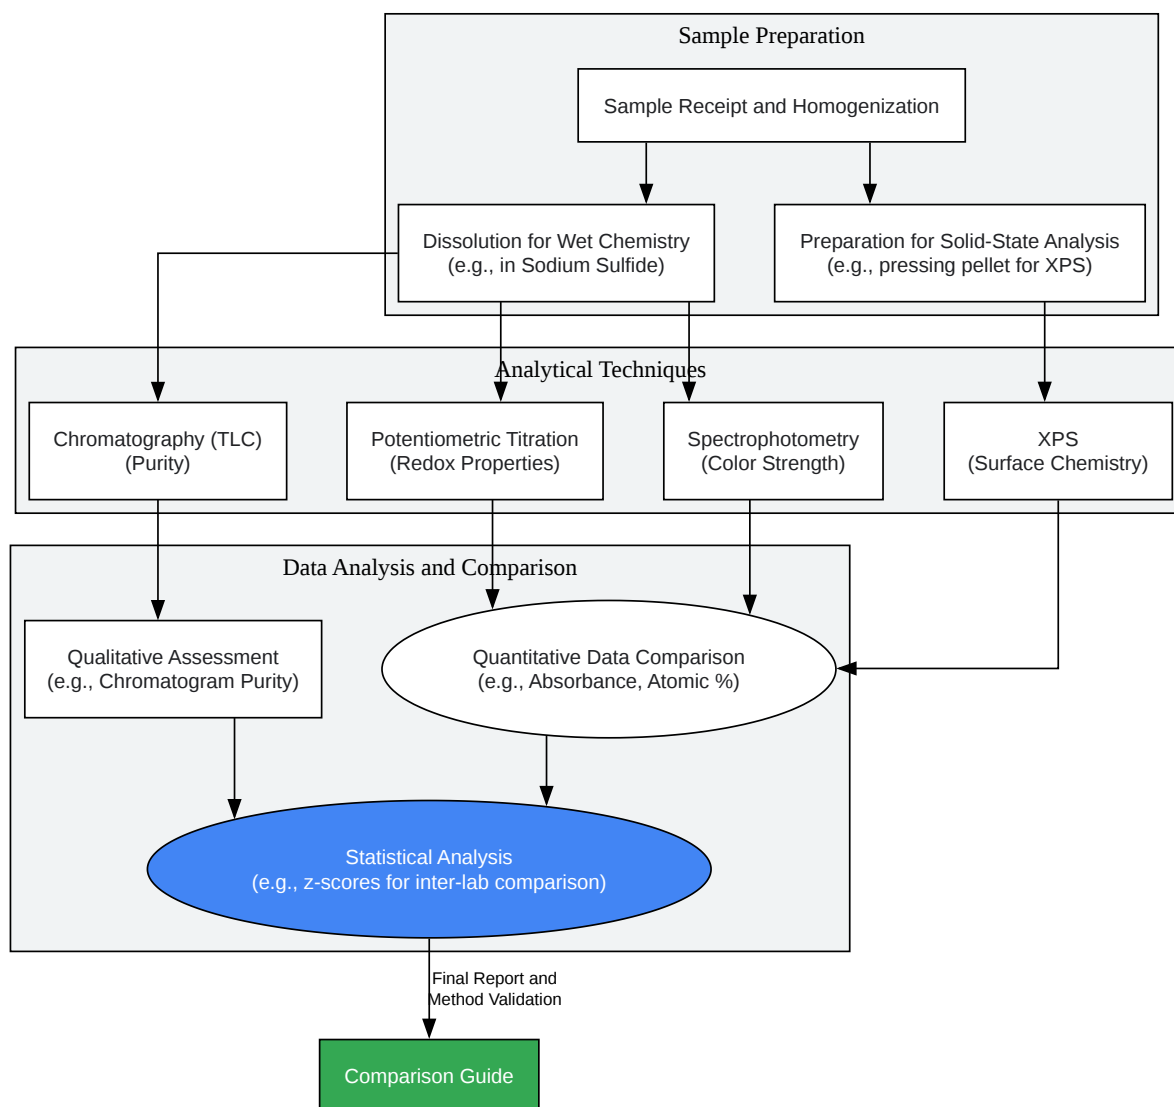 Sample Preparation
Sample Receipt and Homogenization
Dissolution for Wet Chemistry
(e.g., in Sodium Sulfide)
Preparation for Solid-State Analysis
(e.g., pressing pellet for XPS)
Analytical Techniques
Chromatography (TLC)
(Purity)
Potentiometric Titration
(Redox Properties)
Spectrophotometry
(Color Strength)
XPS
(Surface Chemistry)
Data Analysis and Comparison
Qualitative Assessment
(e.g., Chromatogram Purity)
Quantitative Data Comparison
(e.g., Absorbance, Atomic %)
Statistical Analysis
(e.g., z-scores for inter-lab comparison)
Final Report and
Method Validation
Comparison Guide